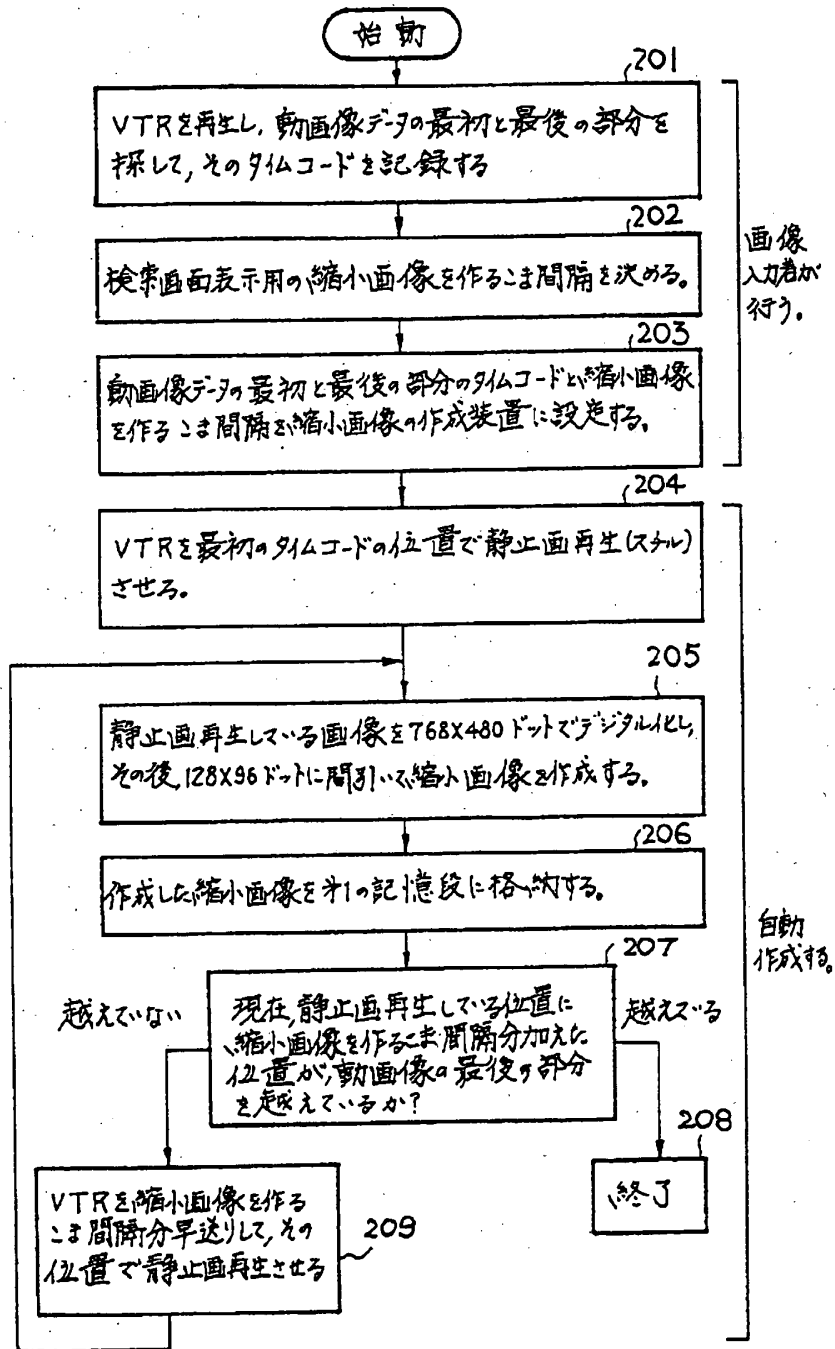 始動
201
VTRを再生し,動画像データの最初と最後の部分を
探して,そのタイムコードを記録する
202
検索画面表示用の縮小画像を作るこま間隔を決める。
203
動画像データの最初と最後の部分のタイムコードと縮小画像
を作るこま間隔を縮小画像の作成装置に設定する。
画像
入力者が
行う。
204
VTRを最初のタイムコードの位置で静止画再生(スチル)
させる。
205
静止画再生している画像を768X480ドットでデジタル化し,
その後,128X96ドットに間引いて縮小画像を作成する。
206
作成した縮小画像を才1の記憶段に格納する。
207
現在,静止画再生している位置に
縮小画像を作るこま間隔分加えた
位置が,動画像の最後の部分
を越えているか?
越えていない
越えている
208
終了
VTRを縮小画像を作る
こま間隔分早送りして,その
位置で静止画再生させる
209
自動
作成する。